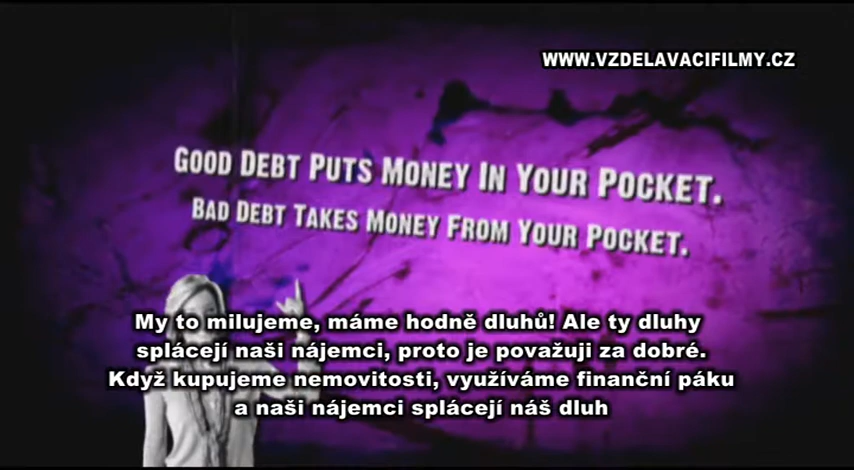 WWW.VZDELAVACIFILMY.CZ
GOOD DEBT PUTS MONEY IN YOUR POCKET.
BAD DEBT TAKES MONEY FROM YOUR POCKET.
My to milujeme, máme hodně dluhů! Ale ty dluhy
splácejí naši nájemci, proto je považuji za dobré.
Když kupujeme nemovitosti, využíváme finanční páku
a naši nájemci splácejí náš dluh